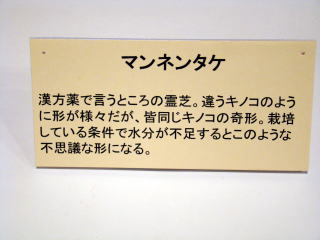 マンネンタケ
漢方薬で言うところの霊芝。違うキノコのよう
に形が様々だが、皆同じキノコの奇形。栽培
している条件で水分が不足するとこのような
不思議な形になる。